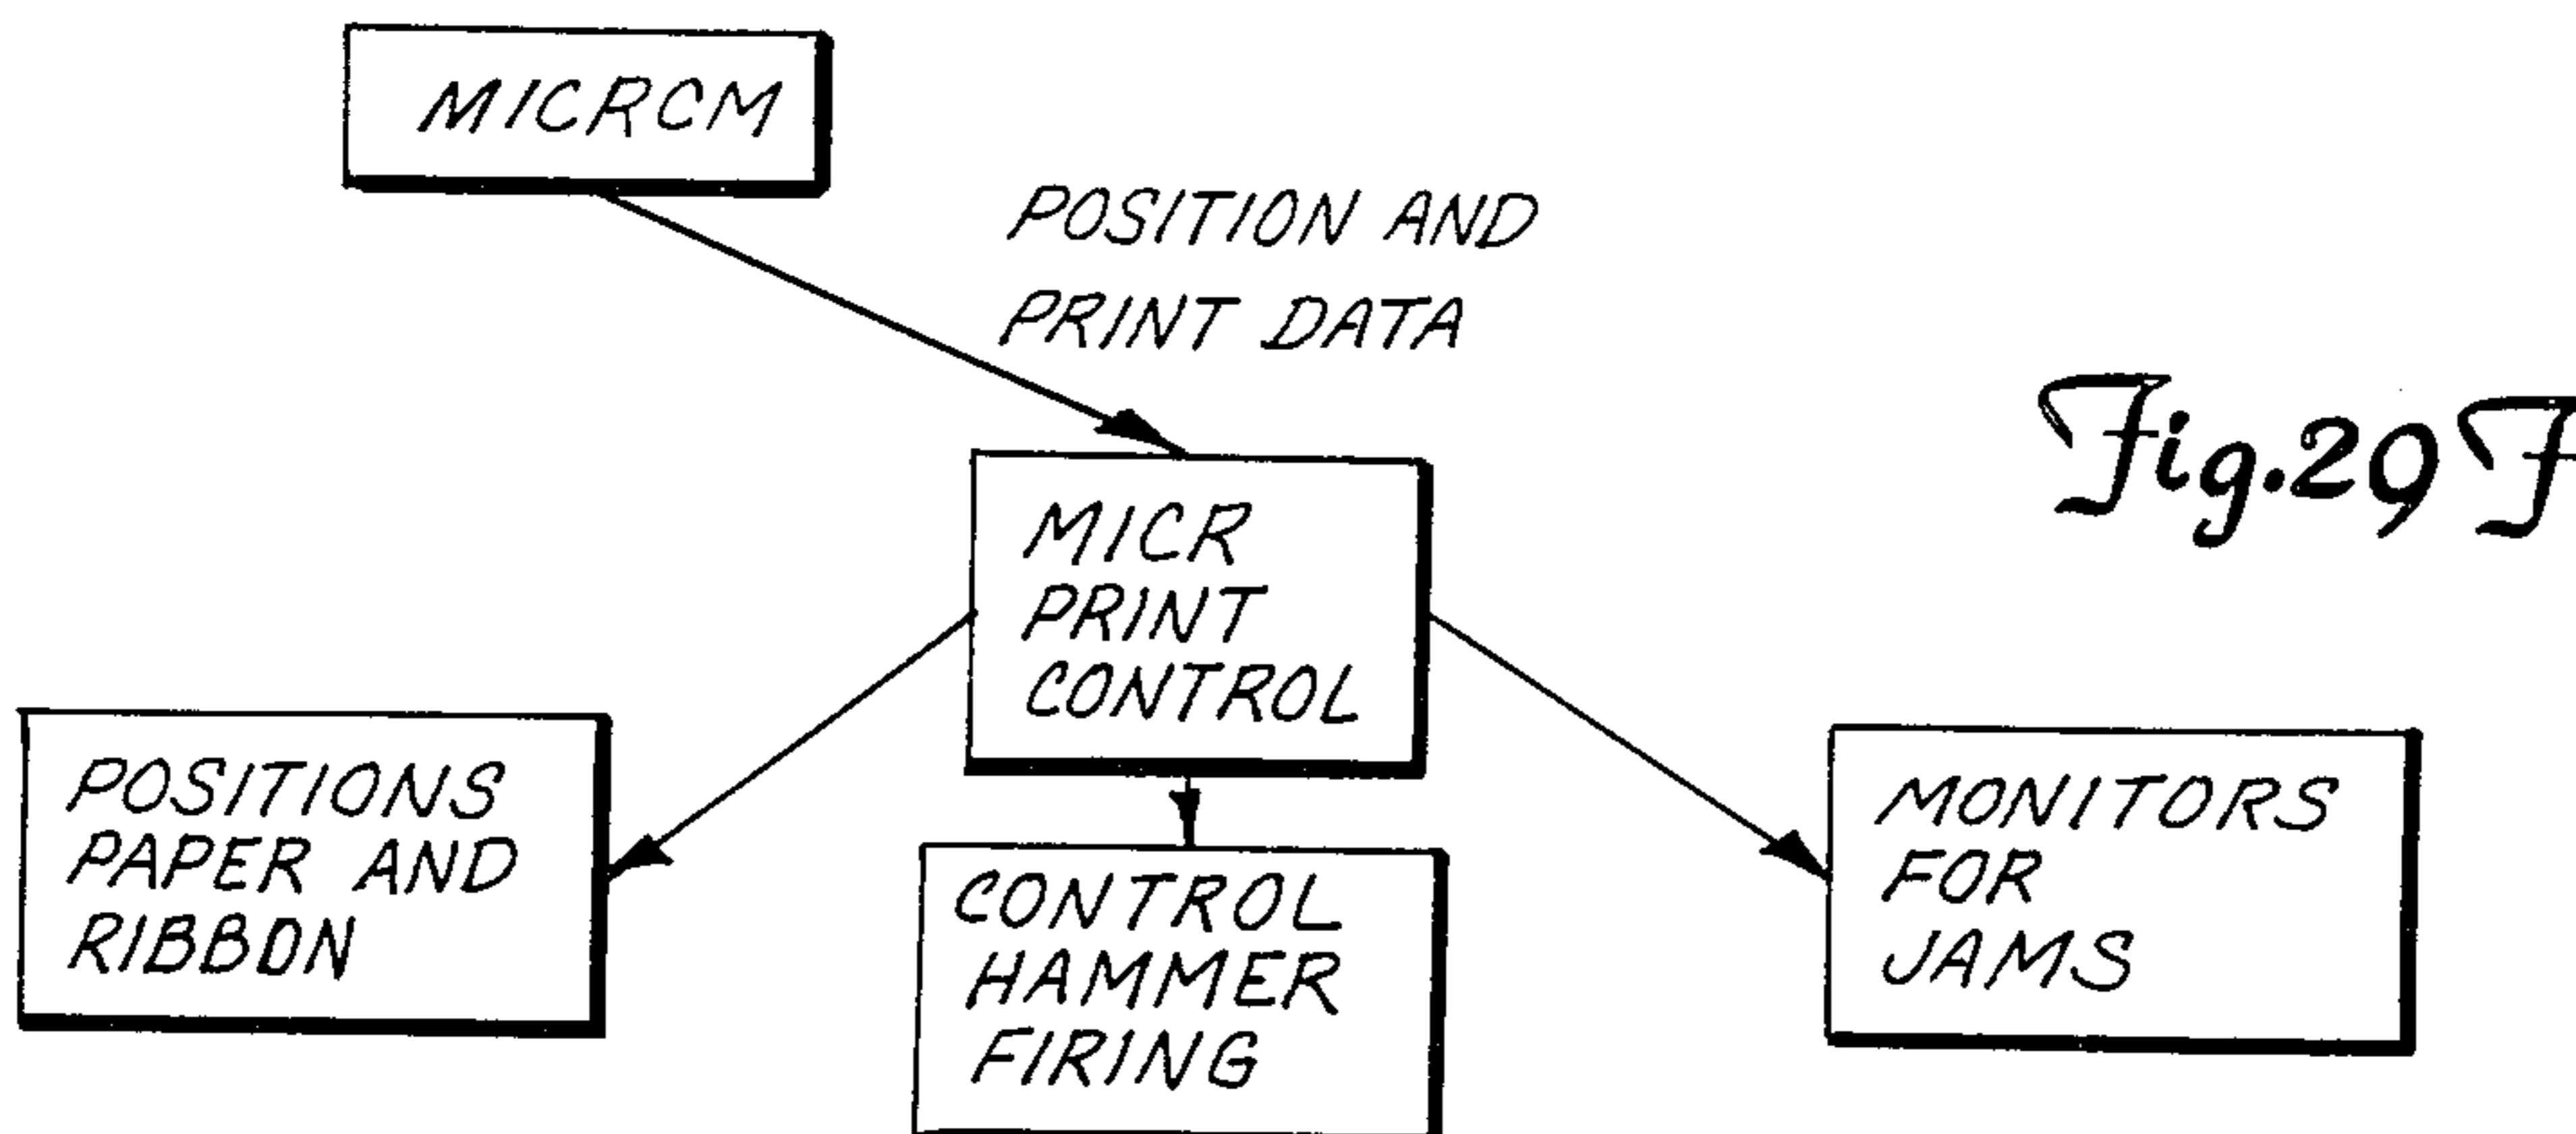 MICRCM
POSITION AND
PRINT DATA
Fig.29F
MICR
PRINT
CONTROL
POSITIONS
PAPER AND
RIBBON
CONTROL
HAMMER
FIRING
MONITORS
FOR
JAMS